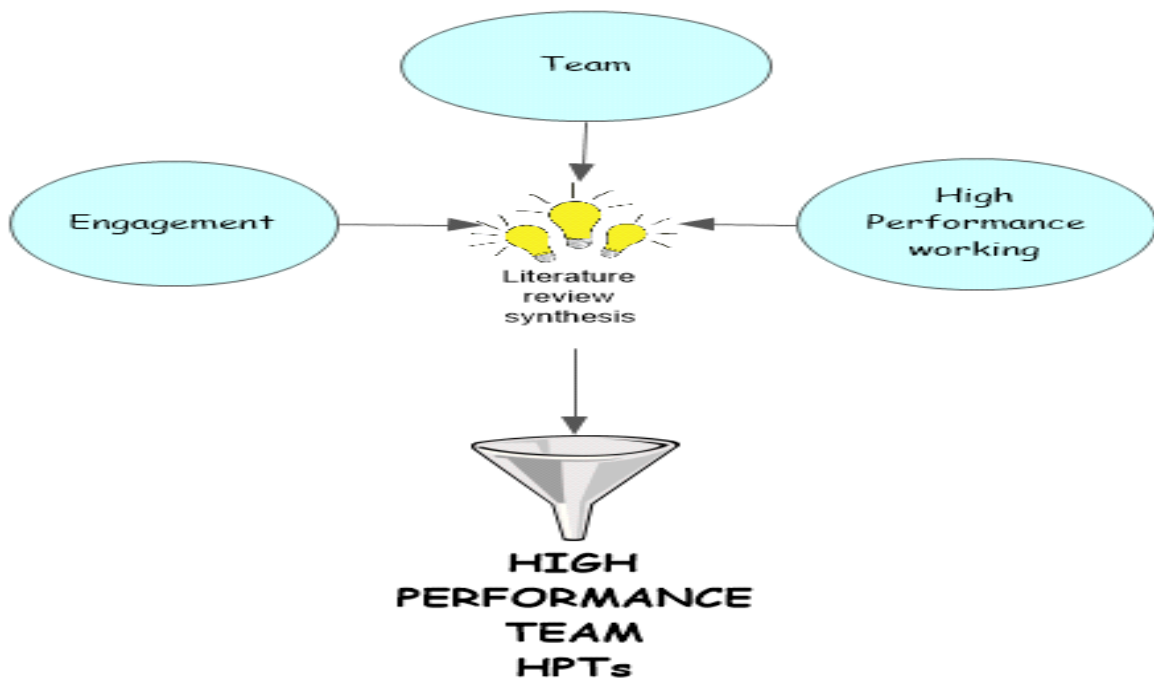 Team
Engagement
High
Performance
working
Literature
review
synthesis
HIGH
PERFORMANCE
TEAM
HPTs